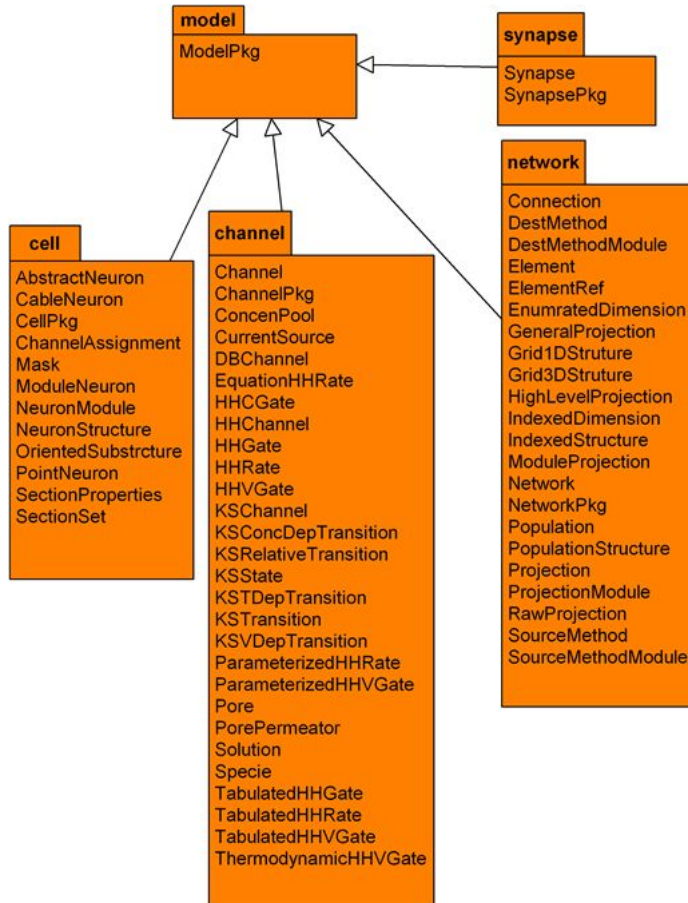 model
ModelPkg
synapse
Synapse
SynapsePkg
cell
AbstractNeuron
CableNeuron
CellPkg
ChannelAssignment
Mask
ModuleNeuron
NeuronModule
NeuronStructure
OrientedSubstrcture
PointNeuron
SectionProperties
SectionSet
channel
Channel
ChannelPkg
ConcenPool
CurrentSource
DBChannel
EquationHHRate
HHCGate
HHChannel
HHGate
HHRate
HHVGate
KSChannel
KSConcDepTransition
KSRelativeTransition
KSState
KSTDepTransition
KSTransition
KSVDepTransition
ParameterizedHHRate
ParameterizedHHVGate
Pore
PorePermeator
Solution
Specie
TabulatedHHGate
TabulatedHHRate
TabulatedHHVGate
ThermodynamicHHVGate
network
Connection
DestMethod
DestMethodModule
Element
ElementRef
EnumratedDimension
GeneralProjection
Grid1DStruture
Grid3DStruture
HighLevelProjection
IndexedDimension
IndexedStructure
ModuleProjection
Network
NetworkPkg
Population
PopulationStructure
Projection
ProjectionModule
RawProjection
SourceMethod
SourceMethodModule